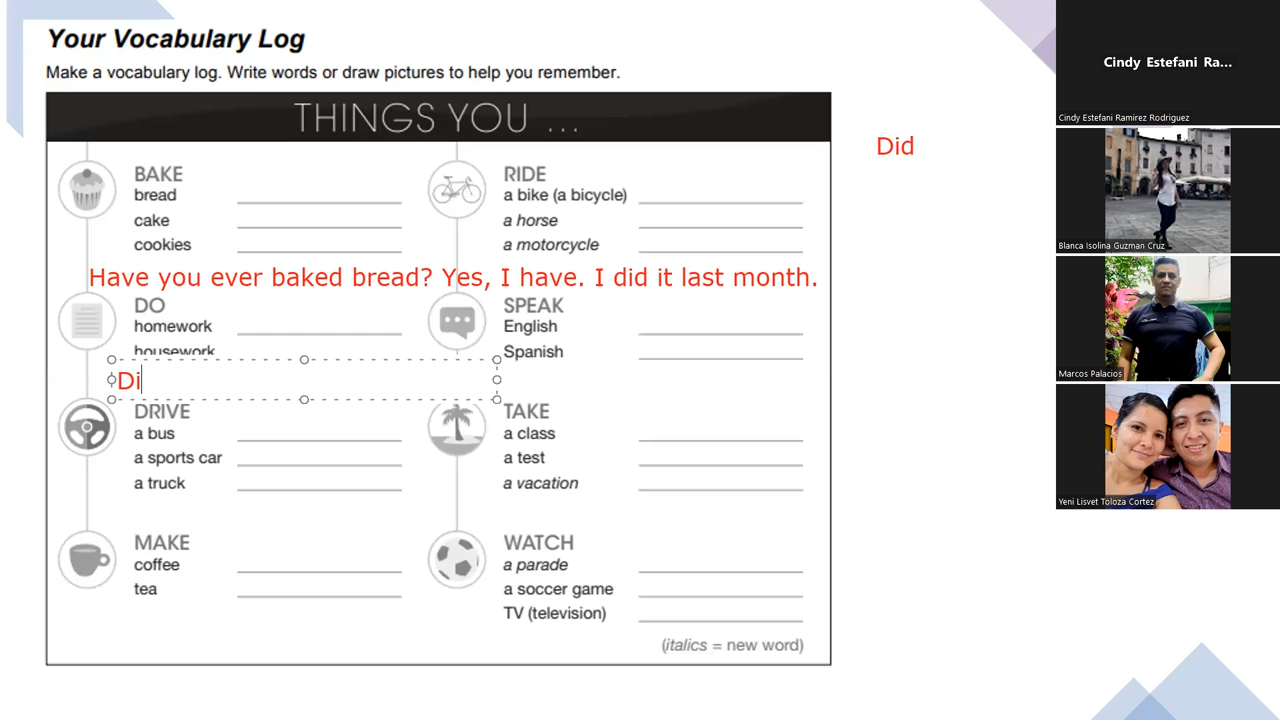 Your Vocabulary Log
Make a vocabulary log. Write words or draw pictures to help you remember.
THINGS YOU ...
BAKE
bread
cake
cookies
RIDE
a bike (a bicycle)
a horse
a motorcycle
Have you ever baked bread? Yes, I have. I did it last month.
DO
homework
housework
SPEAK
English
Spanish
Di
DRIVE
a bus
a sports car
a truck
TAKE
a class
a test
a vacation
MAKE
coffee
tea
WATCH
a parade
a soccer game
TV (television)
(italics = new word)
Did
Cindy Estefani Ra...
Cindy Estefani Ramirez Rodriguez
Blanca Isolina Guzman Cruz
Marcos Palacios
Yeni Lisvet Toloza Cortez